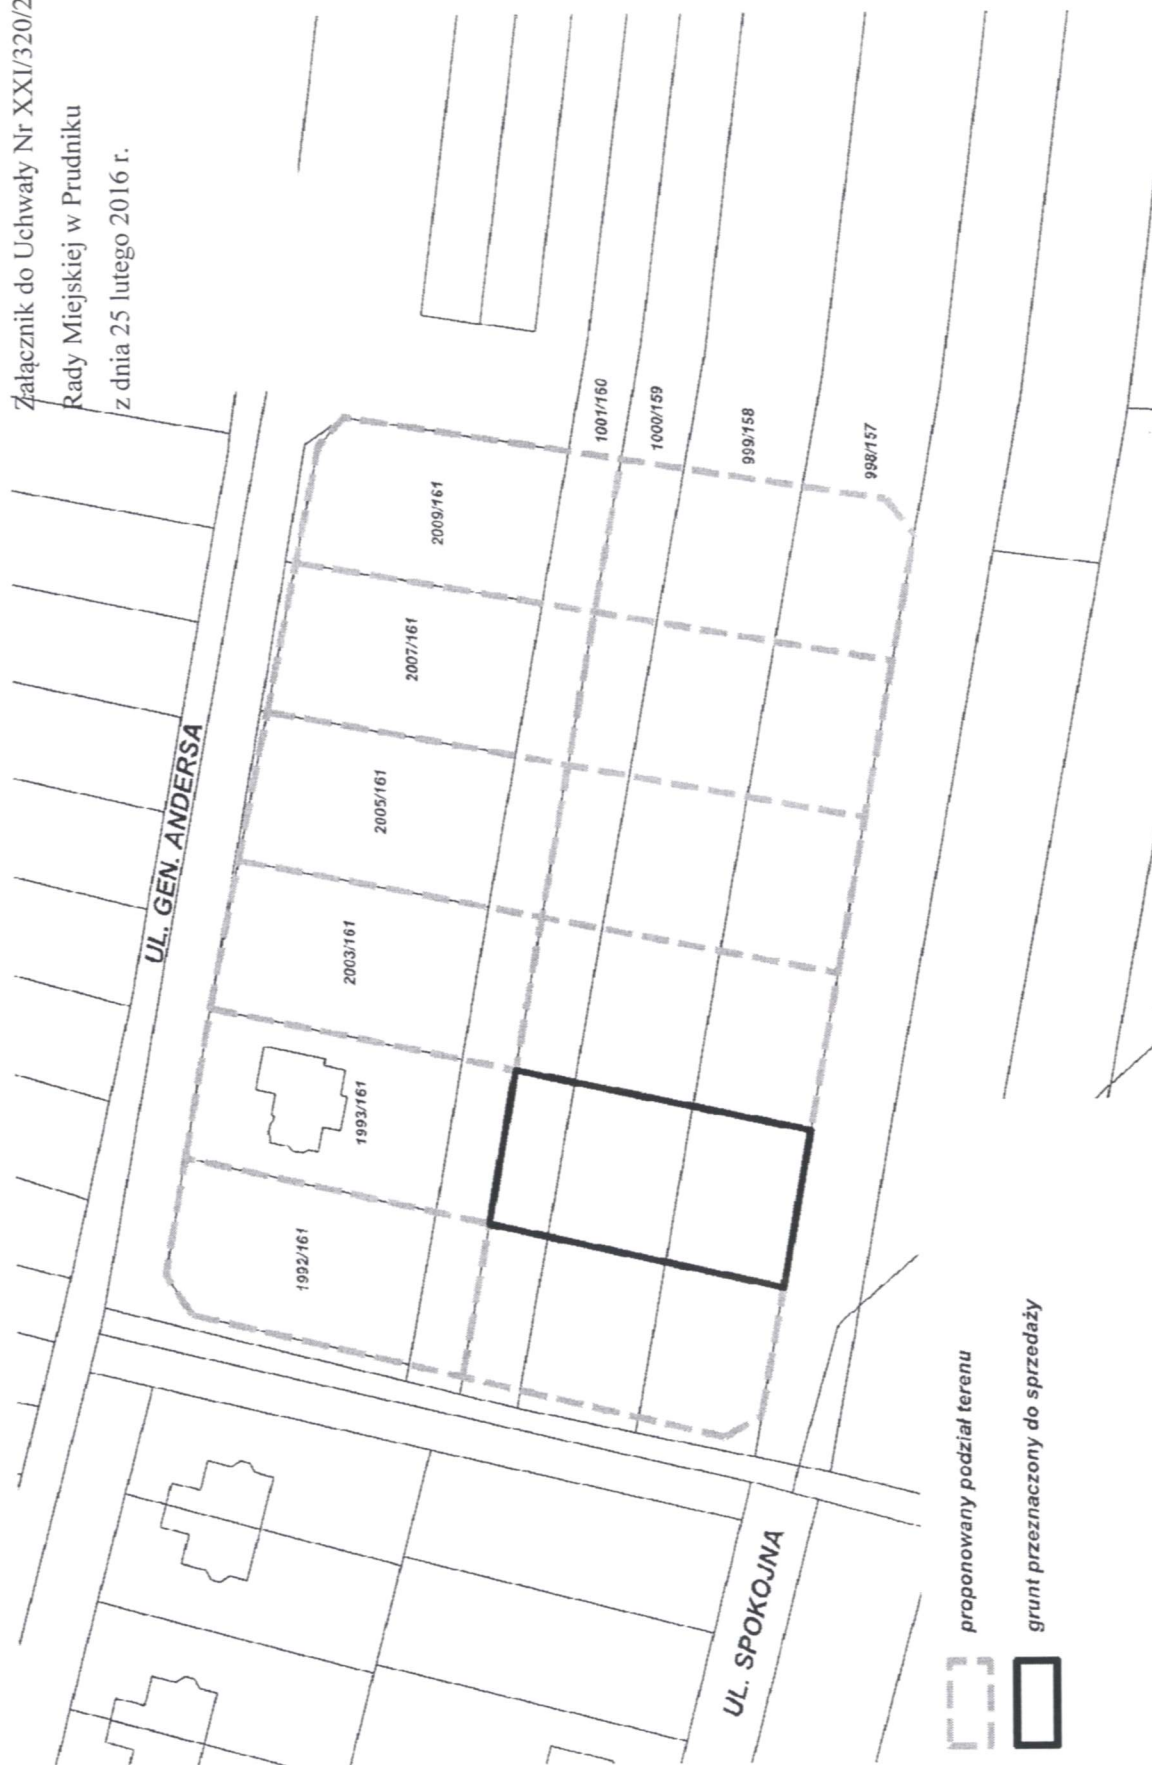 Załącznik do Uchwały Nr XXI/320/2
Rady Miejskiej w Prudniku
z dnia 25 lutego 2016 r.
UL. GEN. ANDERSA
1992/161
1993/161
2003/161
2005/161
2007/161
2009/161
1001/160
1000/159
999/158
998/157
UL. SPOKOJNA
proponowany podział terenu
grunt przeznaczony do sprzedaży